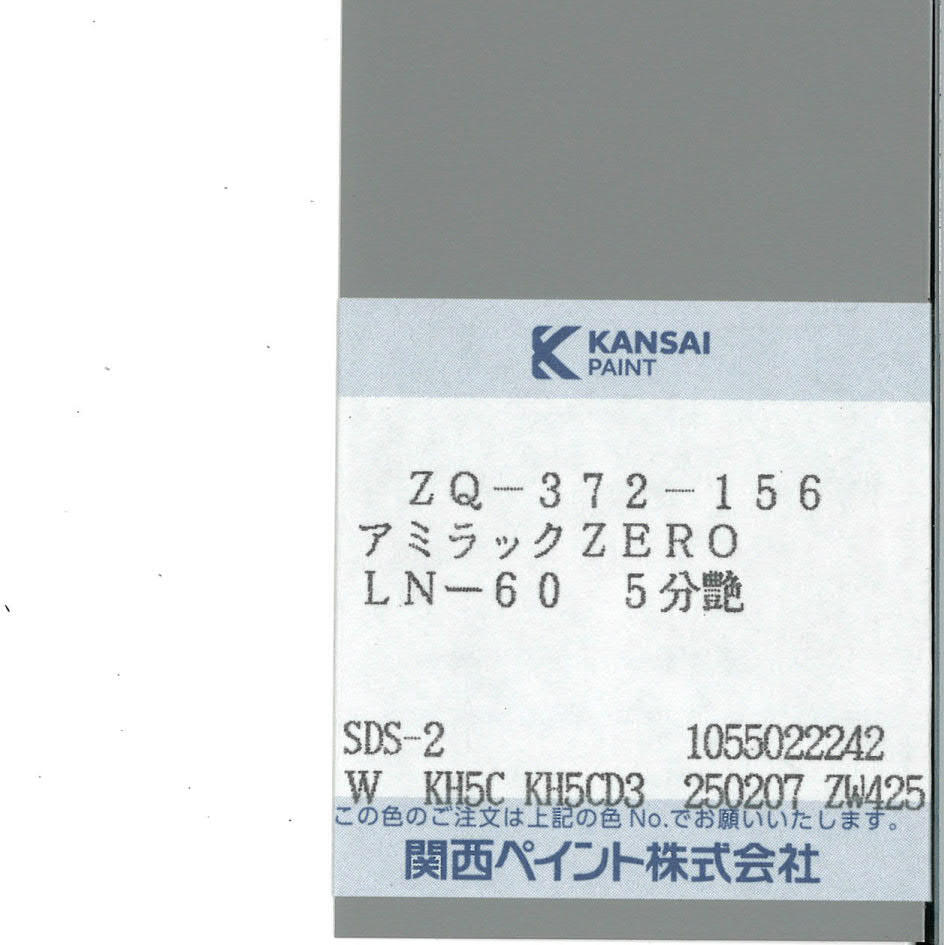 KANSAI
PAINT
ZQ-372-156
アミラックZERO
LN-60 5分艶
SDS-2 1055022242
W KH5C KH5CD3 250207 ZW425
この色のご注文は上記の色No.でお願いいたします。
関西ペイント株式会社